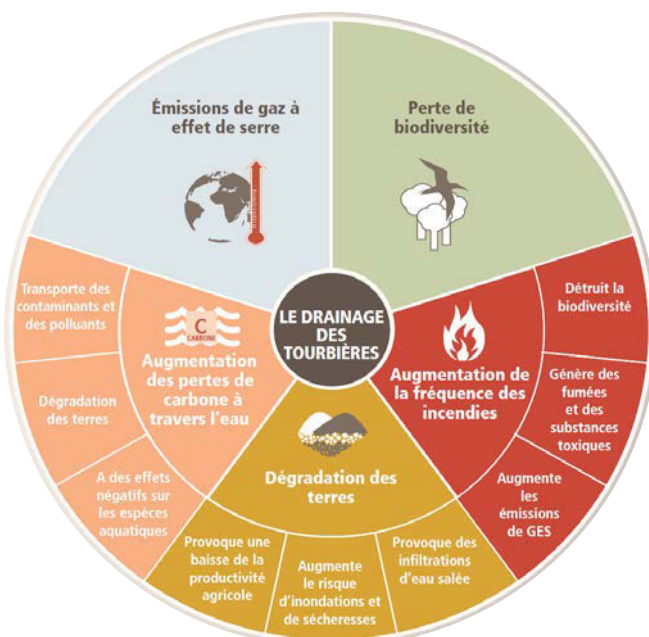 Émissions de gaz à
effet de serre
Perte de
biodiversité
LE DRAINAGE
DES
TOURBIÈRES
Transporte des
contaminants et
des polluants
Dégradation
des terres
A des effets
négatifs sur
les espèces
aquatiques
C
CARBONE
Augmentation
des pertes de
carbone à
travers l'eau
Dégradation des
terres
Provoque une
baisse de la
productivité
agricole
Augmente
le risque
d'inondations et
de sécheresses
Provoque des
infiltrations
d'eau salée
Augmentation de
la fréquence des
incendies
Détruit la
biodiversité
Génère des
fumées
et des
substances
toxiques
Augmente
les
émissions
de GES